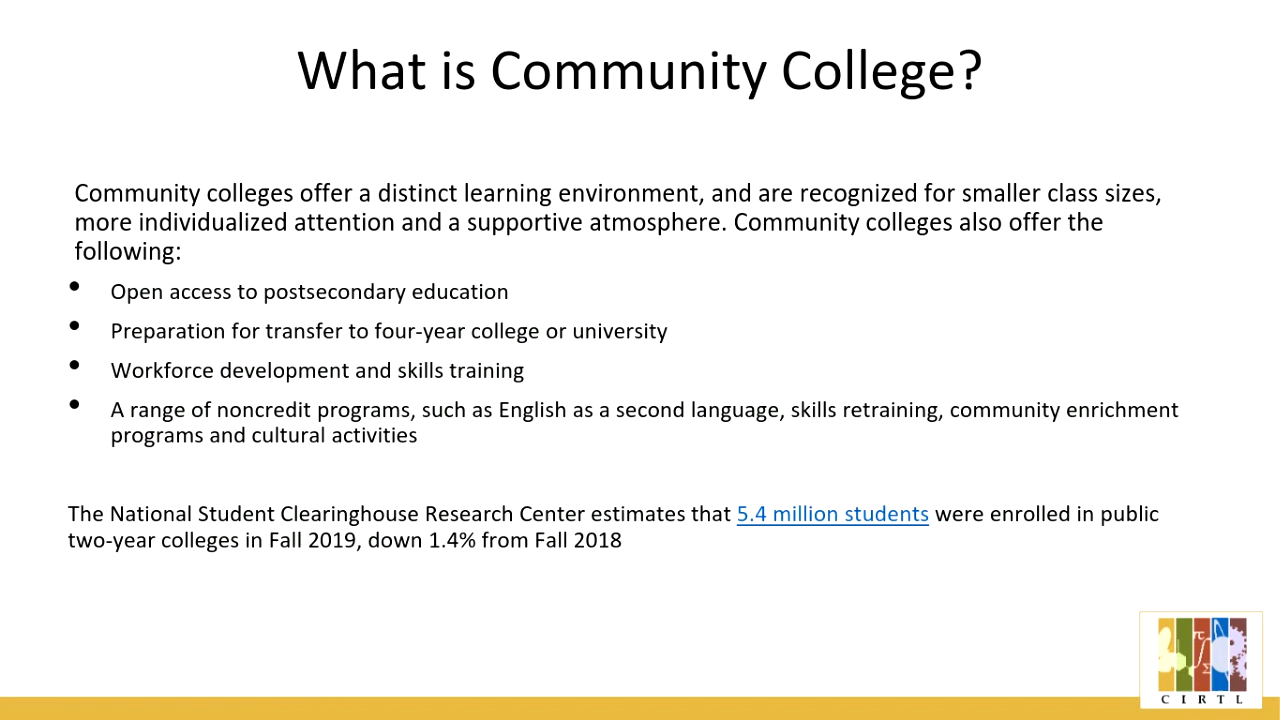 What is Community College?
Community colleges offer a distinct learning environment, and are recognized for smaller class sizes,
more individualized attention and a supportive atmosphere. Community colleges also offer the
following:
• Open access to postsecondary education
• Preparation for transfer to four-year college or university
• Workforce development and skills training
• A range of noncredit programs, such as English as a second language, skills retraining, community enrichment
programs and cultural activities
The National Student Clearinghouse Research Center estimates that 5.4 million students were enrolled in public
two-year colleges in Fall 2019, down 1.4% from Fall 2018
π
∫
Σ
C I R T L